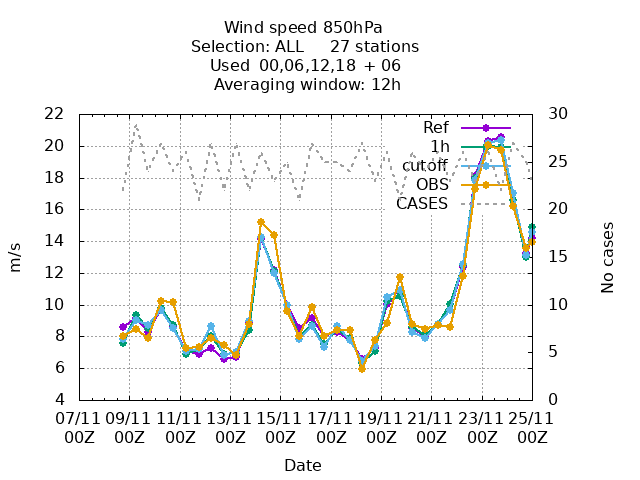 Wind speed 850hPa
Selection: ALL 27 stations
Used 00,06,12,18 + 06
Averaging window: 12h
22
20
18
16
14
12
10
8
6
4
m/s
30
25
20
15
10
5
0
No cases
Ref
1h
cutoff
OBS
CASES
07/11 09/11 11/11 13/11 15/11 17/11 19/11 21/11 23/11 25/11
00Z 00Z 00Z 00Z 00Z 00Z 00Z 00Z 00Z 00Z
Date